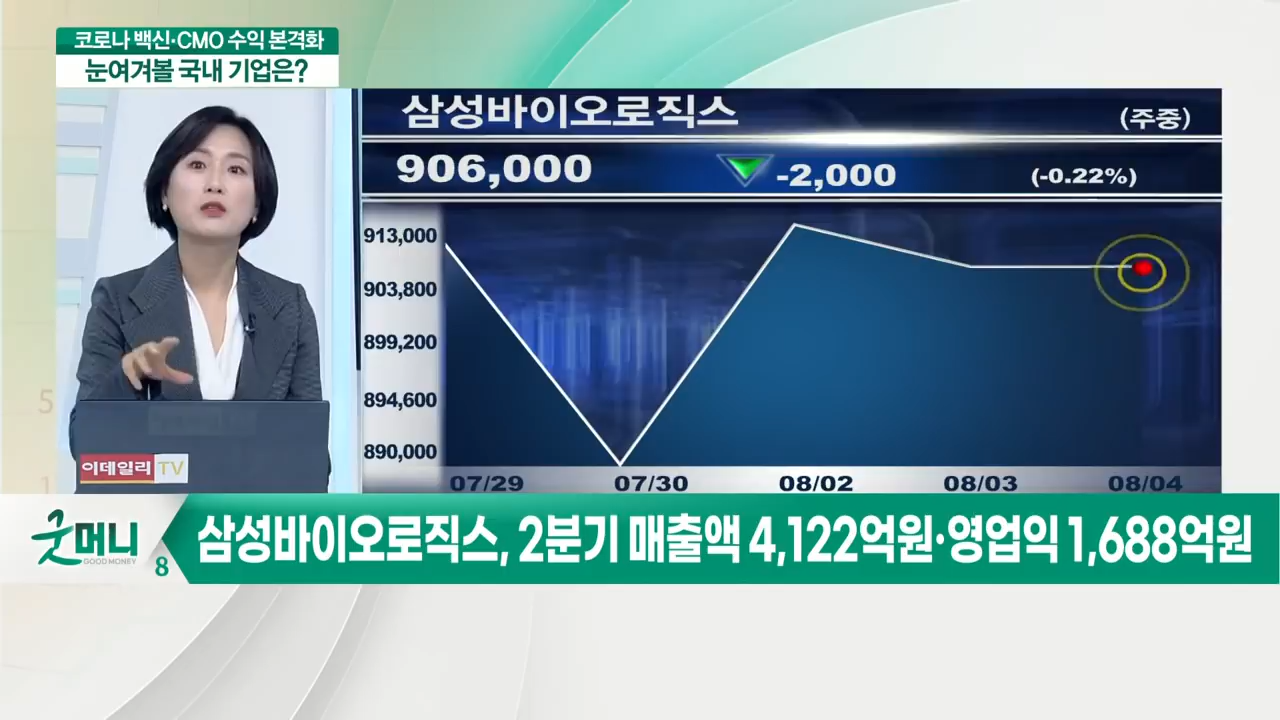 코로나 백신·CMO 수익 본격화
눈여겨볼 국내 기업은?
삼성바이오로직스 (주중)
906,000 -2,000 (-0.22%)
913,000
903,800
899,200
894,600
890,000
07/29 07/30 08/02 08/03 08/04
5
1
이데일리 TV
굿머니
GOOD MONEY
8
삼성바이오로직스, 2분기 매출액 4,122억원·영업익 1,688억원